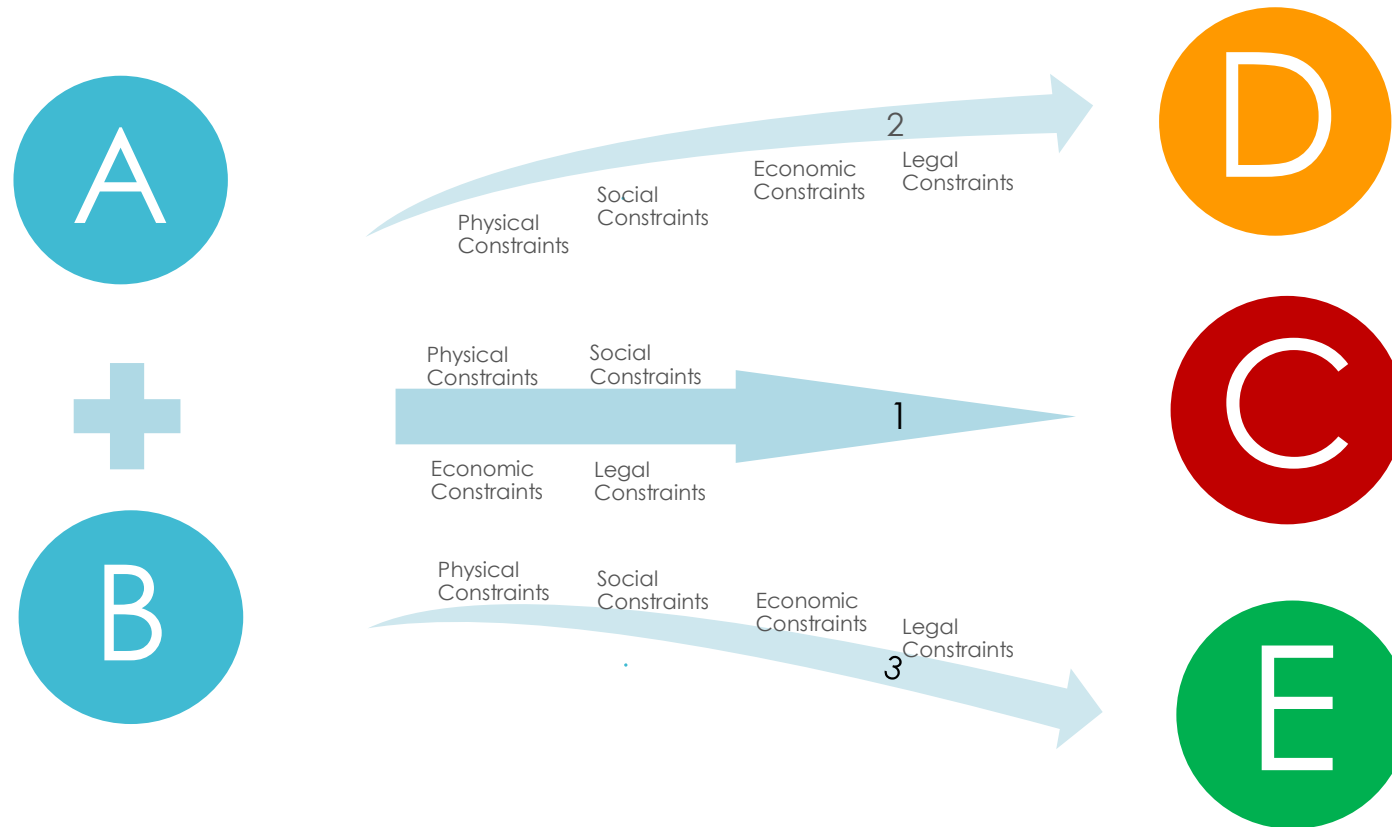 A
2
D
Physical
Constraints
Social
Constraints
Economic
Constraints
Legal
Constraints
Physical
Constraints
Social
Constraints
1
C
Economic
Constraints
Legal
Constraints
B
Physical
Constraints
Social
Constraints
Economic
Constraints
Legal
Constraints
3
E